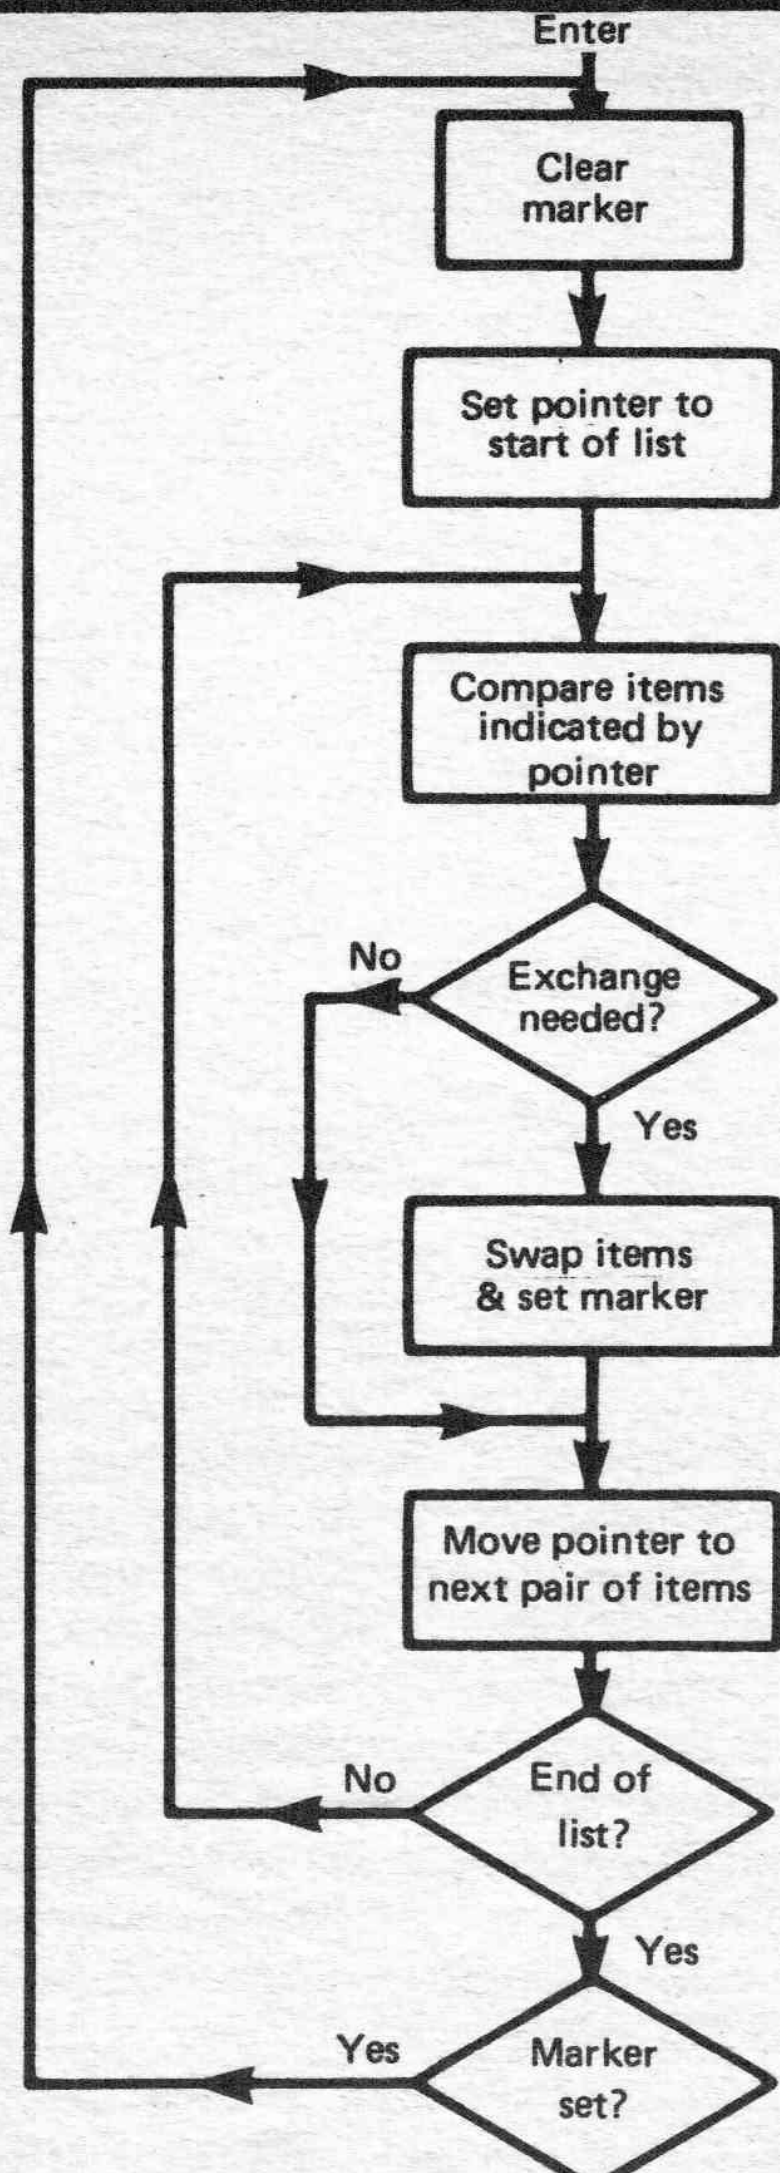 Enter
Clear
marker
Set pointer to
start of list
Compare items
indicated by
pointer
No
Exchange
needed?
Yes
Swap items
& set marker
Move pointer to
next pair of items
No
End of
list?
Yes
Yes
Marker
set?